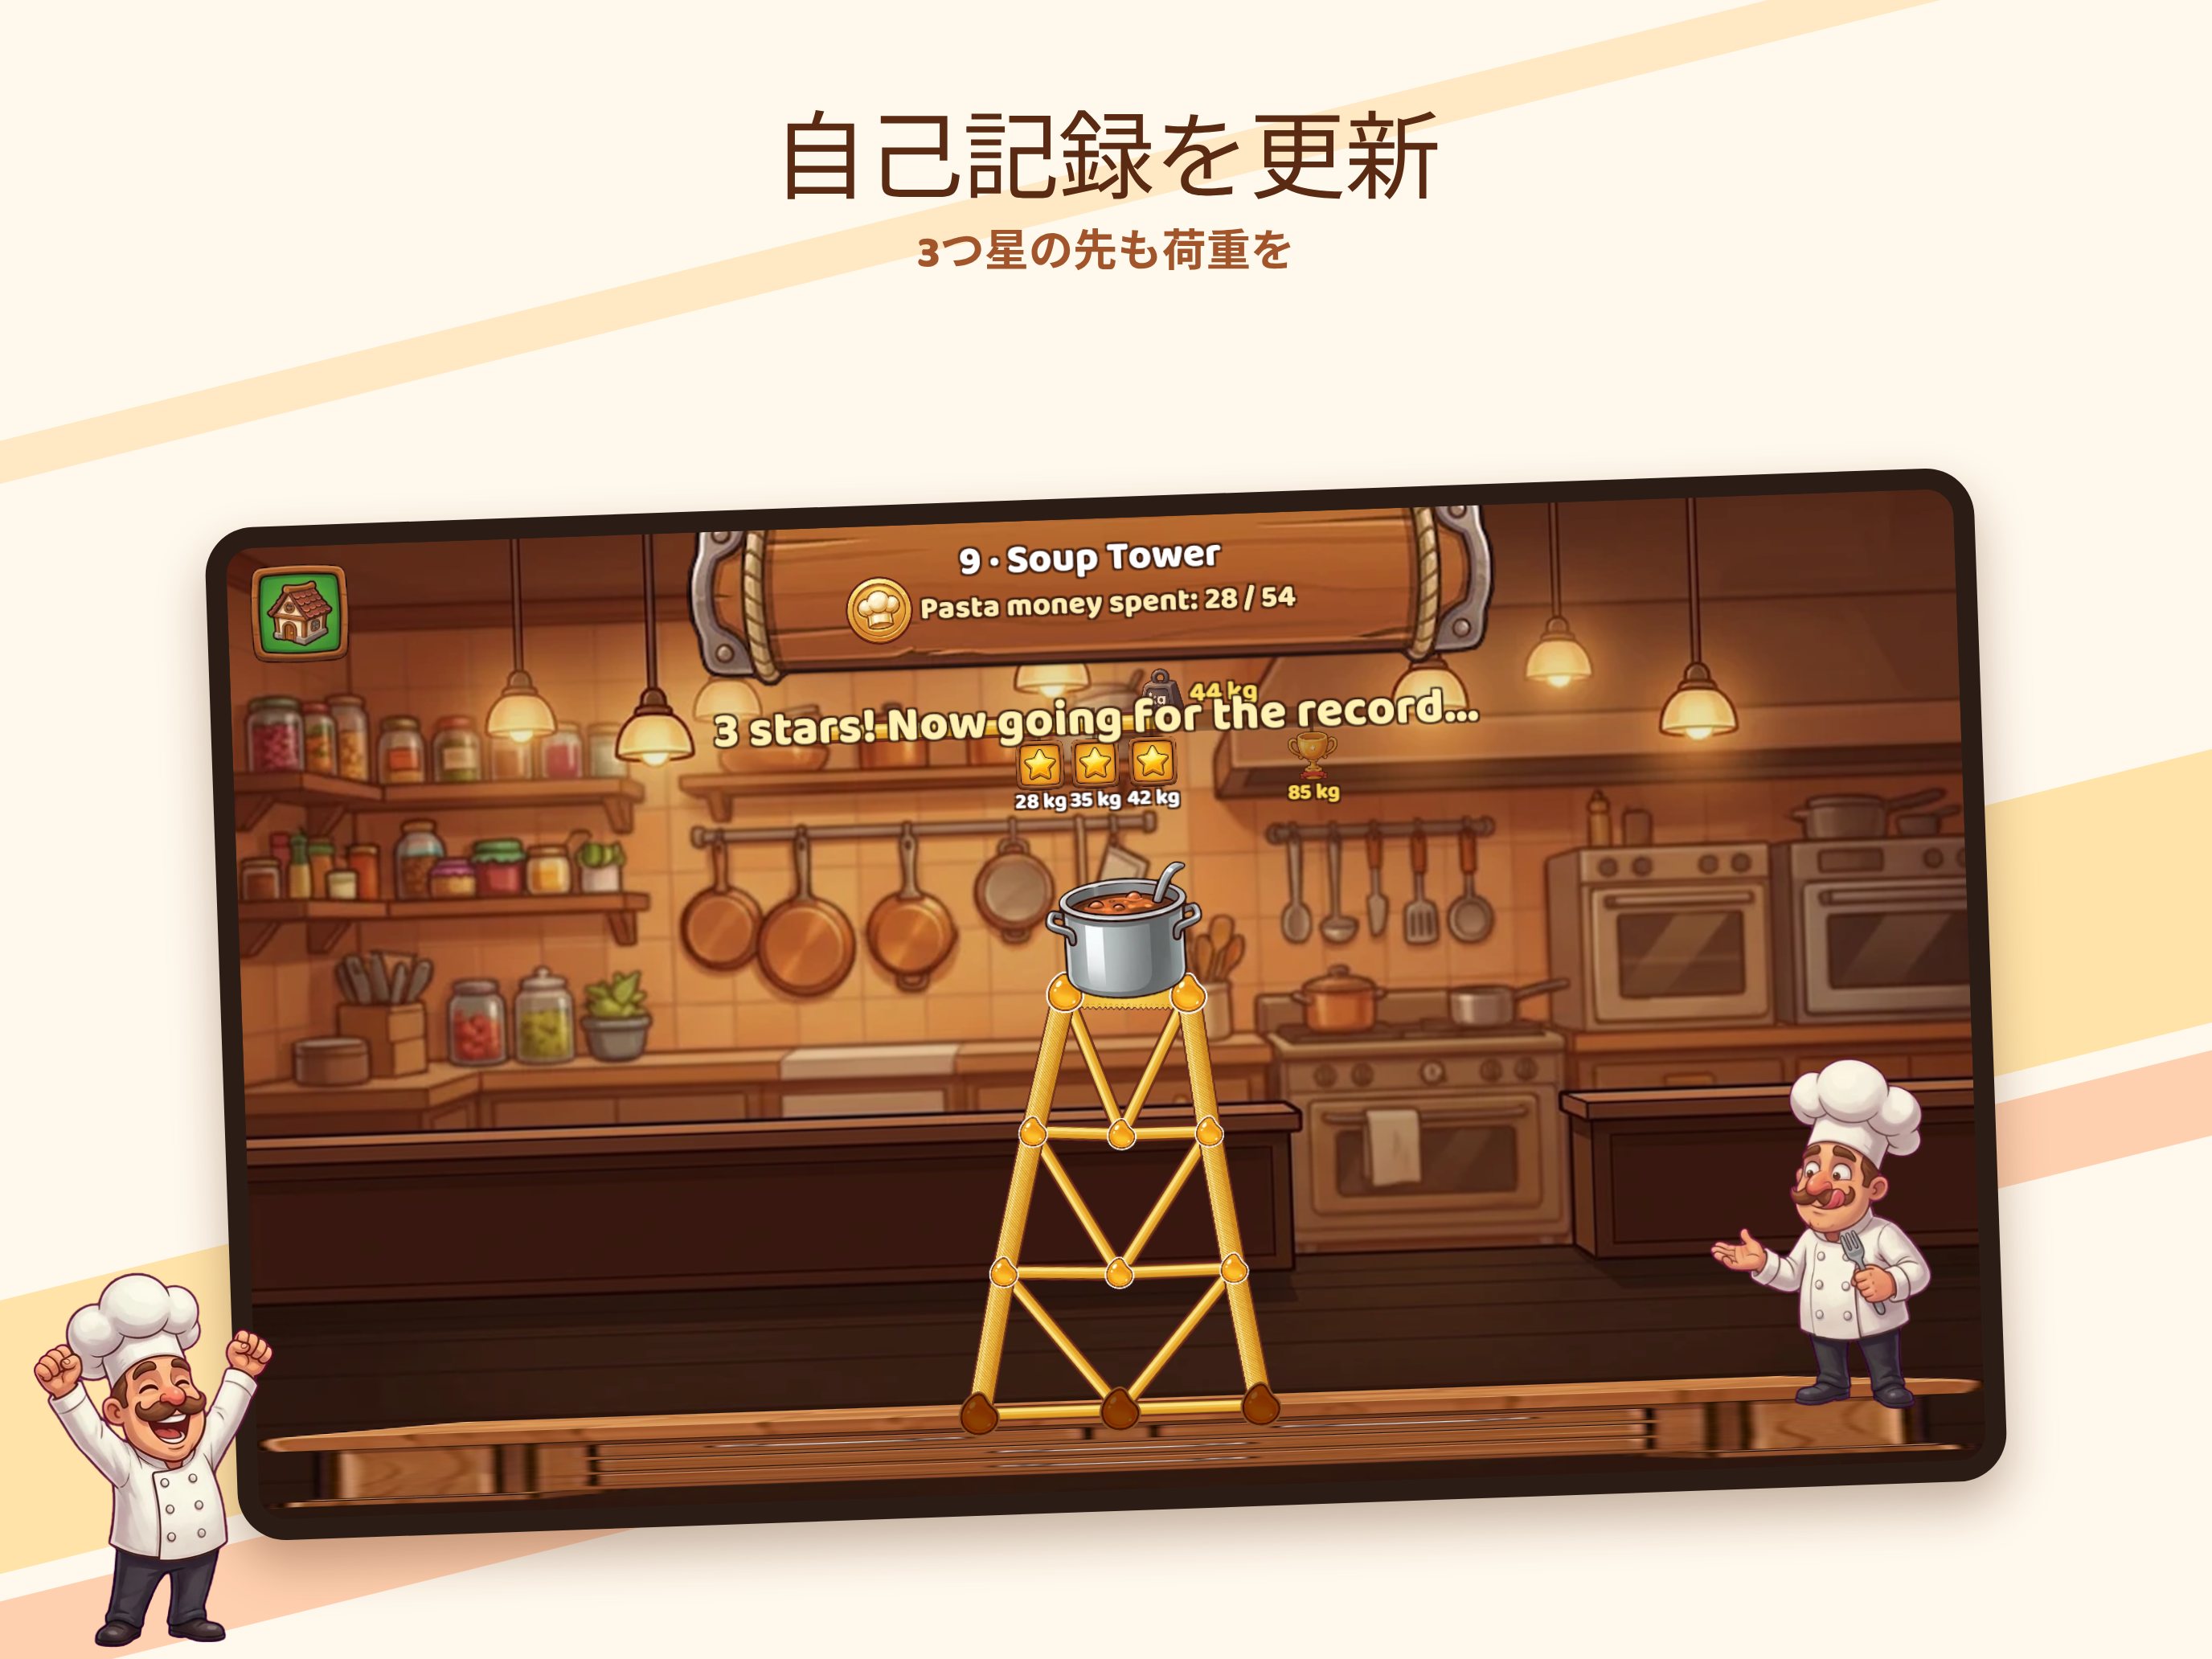 自己記録を更新
3つ星の先も荷重を
9 · Soup Tower
Pasta money spent: 28 / 54
44 kg
3 stars! Now going for the record...
28 kg 35 kg 42 kg
85 kg